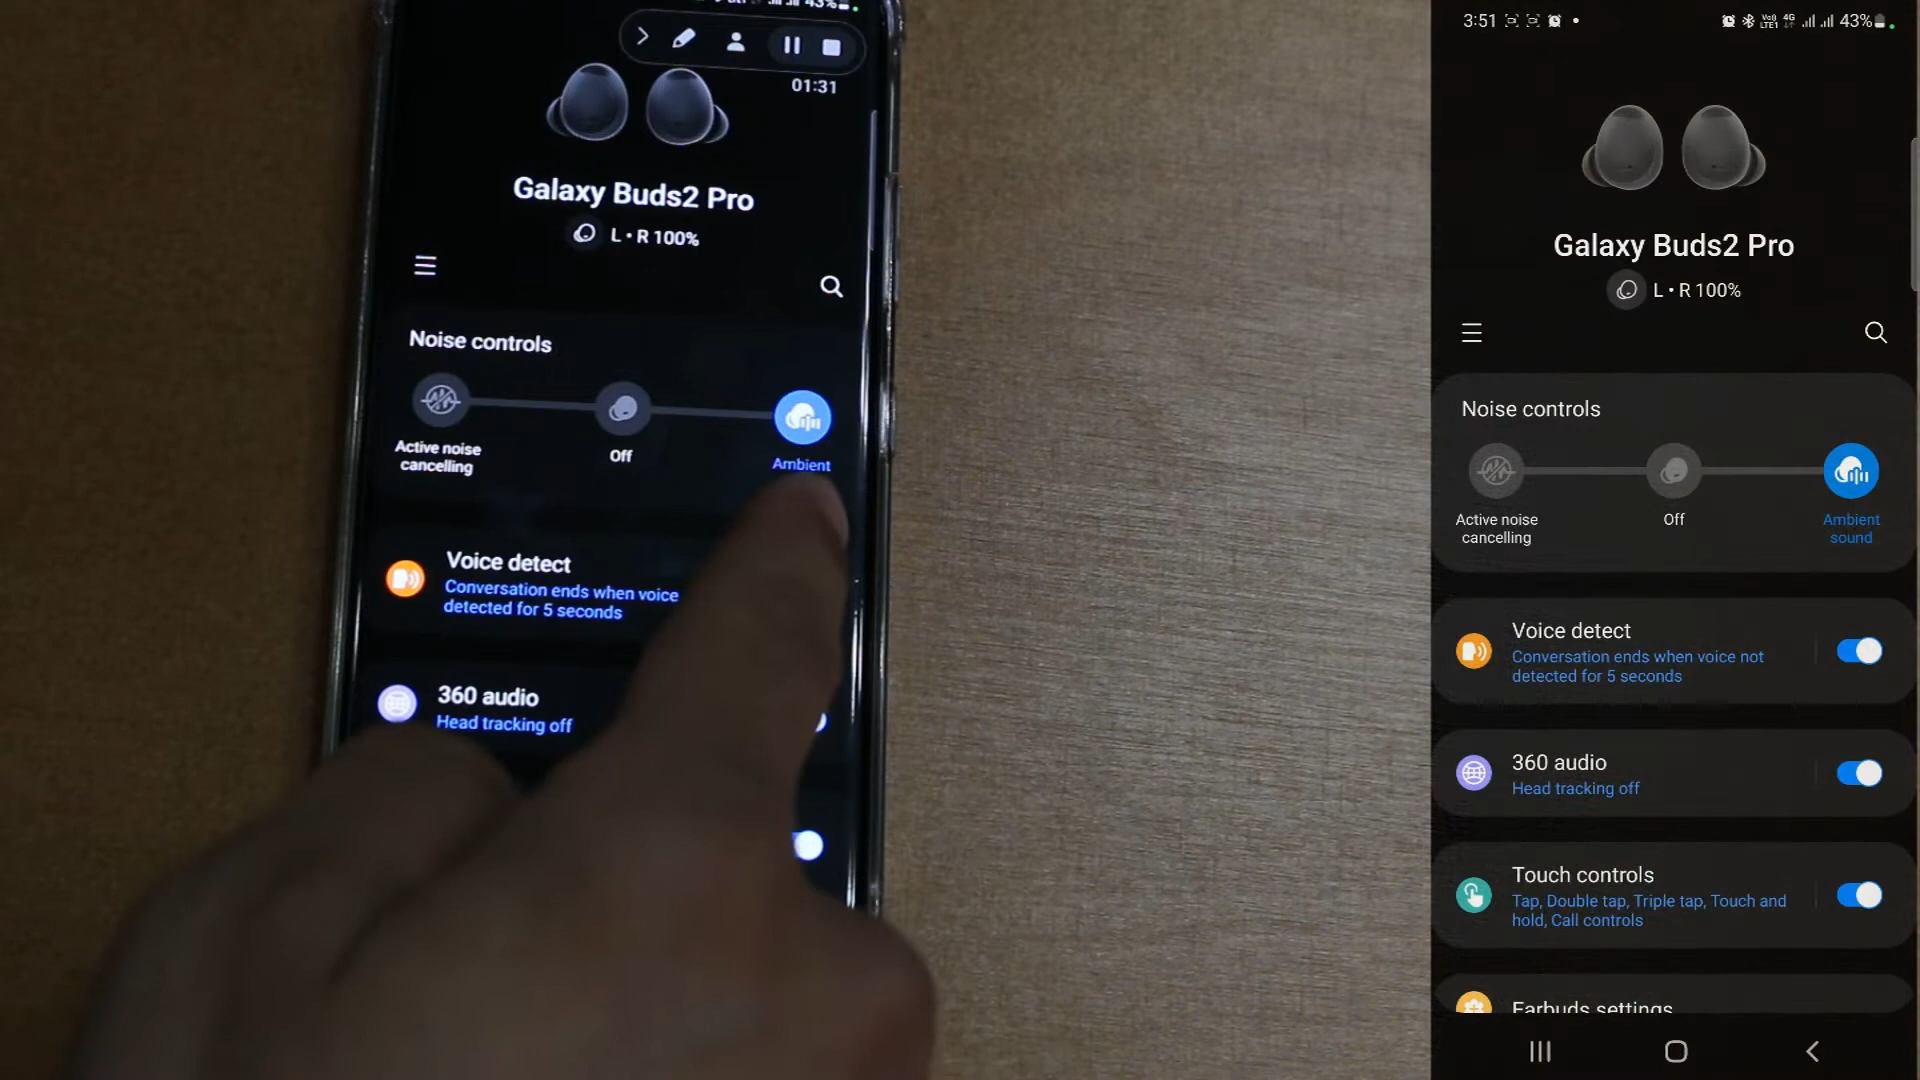 43%
01:31
Galaxy Buds2 Pro
L • R 100%
Noise controls
Active noise
cancelling
Off
Ambient
Voice detect
Conversation ends when voice
detected for 5 seconds
360 audio
Head tracking off
3:51
43%
Galaxy Buds2 Pro
L • R 100%
Noise controls
Active noise
cancelling
Off
Ambient
sound
Voice detect
Conversation ends when voice not
detected for 5 seconds
360 audio
Head tracking off
Touch controls
Tap, Double tap, Triple tap, Touch and
hold, Call controls
Earbuds settings